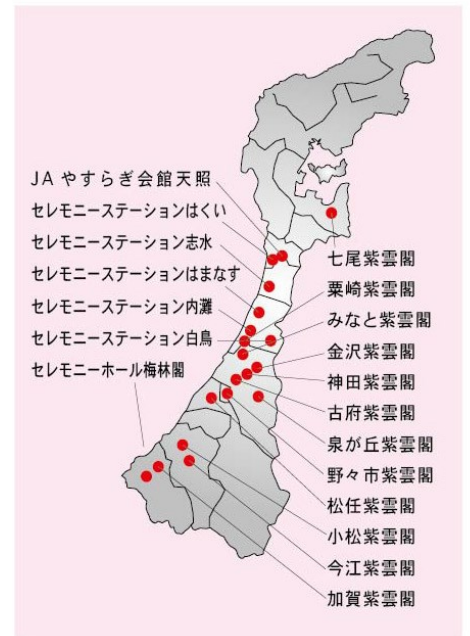 JAやすらぎ会館天照
セレモニーステーションはくい
セレモニーステーション志水
セレモニーステーションはまなす
セレモニーステーション内灘
セレモニーステーション白鳥
セレモニーホール梅林閣
七尾紫雲閣
粟崎紫雲閣
みなと紫雲閣
金沢紫雲閣
神田紫雲閣
古府紫雲閣
泉が丘紫雲閣
野々市紫雲閣
松任紫雲閣
小松紫雲閣
今江紫雲閣
加賀紫雲閣